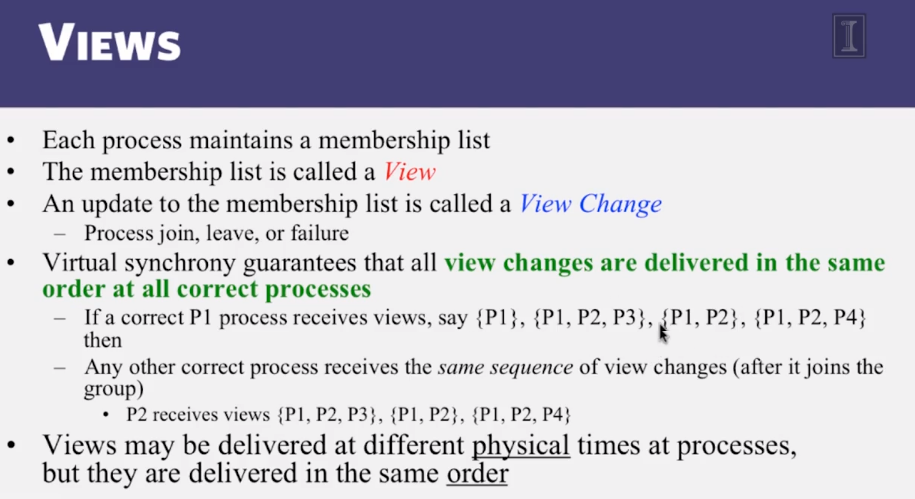 VIEWS
I
• Each process maintains a membership list
• The membership list is called a View
• An update to the membership list is called a View Change
– Process join, leave, or failure
• Virtual synchrony guarantees that all view changes are delivered in the same
order at all correct processes
– If a correct P1 process receives views, say {P1}, {P1, P2, P3}, {P1, P2}, {P1, P2, P4}
then
– Any other correct process receives the same sequence of view changes (after it joins the
group)
• P2 receives views {P1, P2, P3}, {P1, P2}, {P1, P2, P4}
• Views may be delivered at different physical times at processes,
but they are delivered in the same order